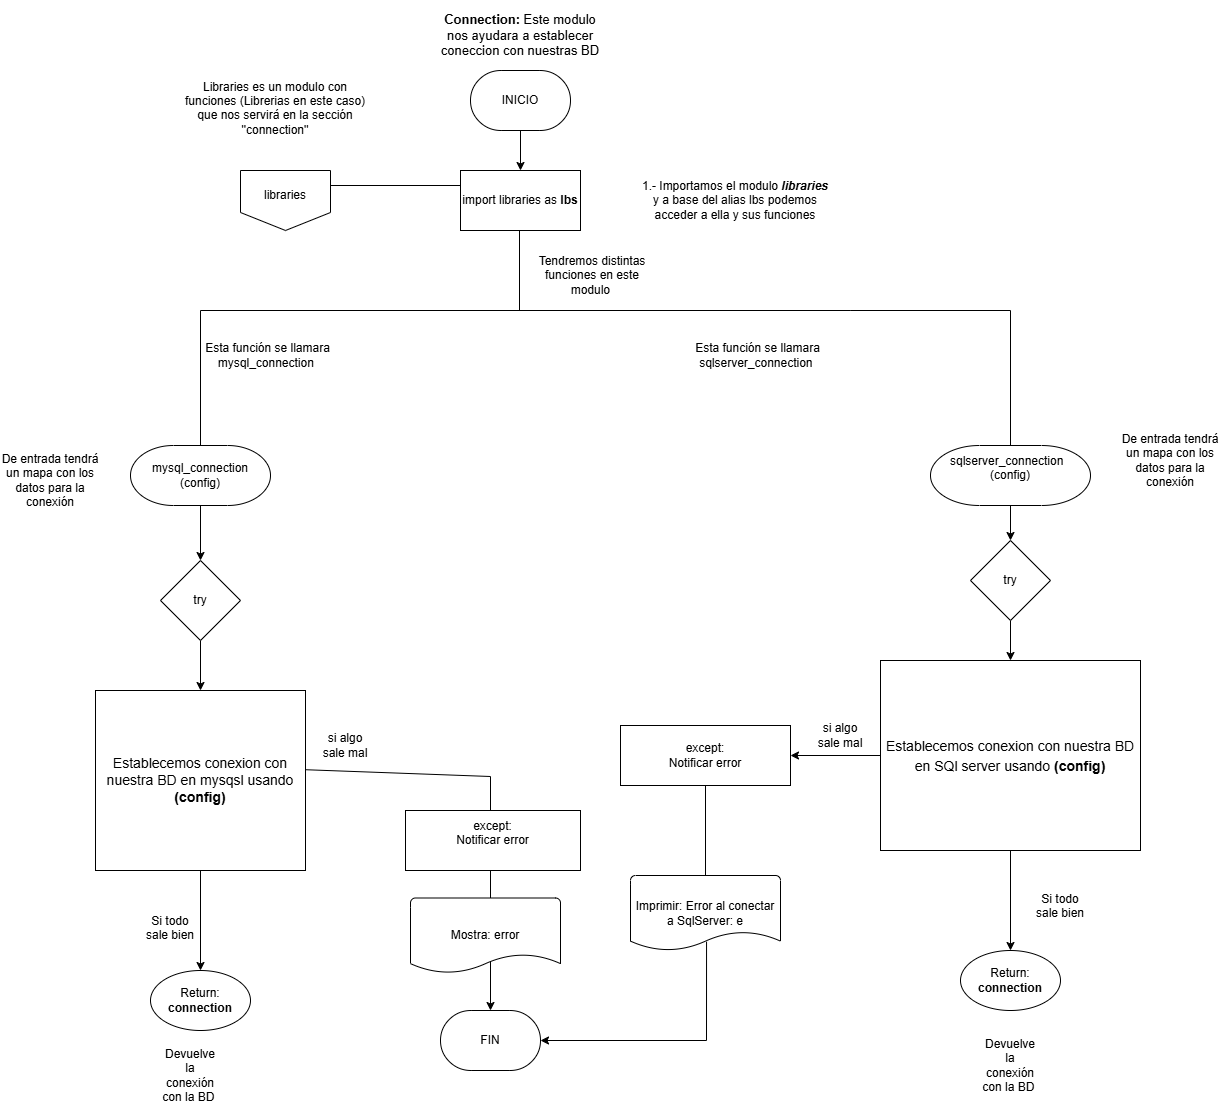 Connection: Este modulo
nos ayudara a establecer
coneccion con nuestras BD
INICIO
Libraries es un modulo con
funciones (Librerias en este caso)
que nos servirá en la sección
"connection"
libraries
import libraries as lbs
1.- Importamos el modulo libraries
y a base del alias lbs podemos
acceder a ella y sus funciones
Tendremos distintas
funciones en este
modulo
Esta función se llamara
mysql_connection
Esta función se llamara
sqlserver_connection
De entrada tendrá
un mapa con los
datos para la
conexión
mysql_connection
(config)
sqlserver_connection
(config)
De entrada tendrá
un mapa con los
datos para la
conexión
try
try
Establecemos conexion con
nuestra BD en mysqsl usando
(config)
si algo
sale mal
except:
Notificar error
Mostra: error
except:
Notificar error
si algo
sale mal
Establecemos conexion con nuestra BD
en SQl server usando (config)
Imprimir: Error al conectar
a SqlServer: e
Si todo
sale bien
Si todo
sale bien
Return:
connection
FIN
Return:
connection
Devuelve
la
conexión
con la BD
Devuelve
la
conexión
con la BD